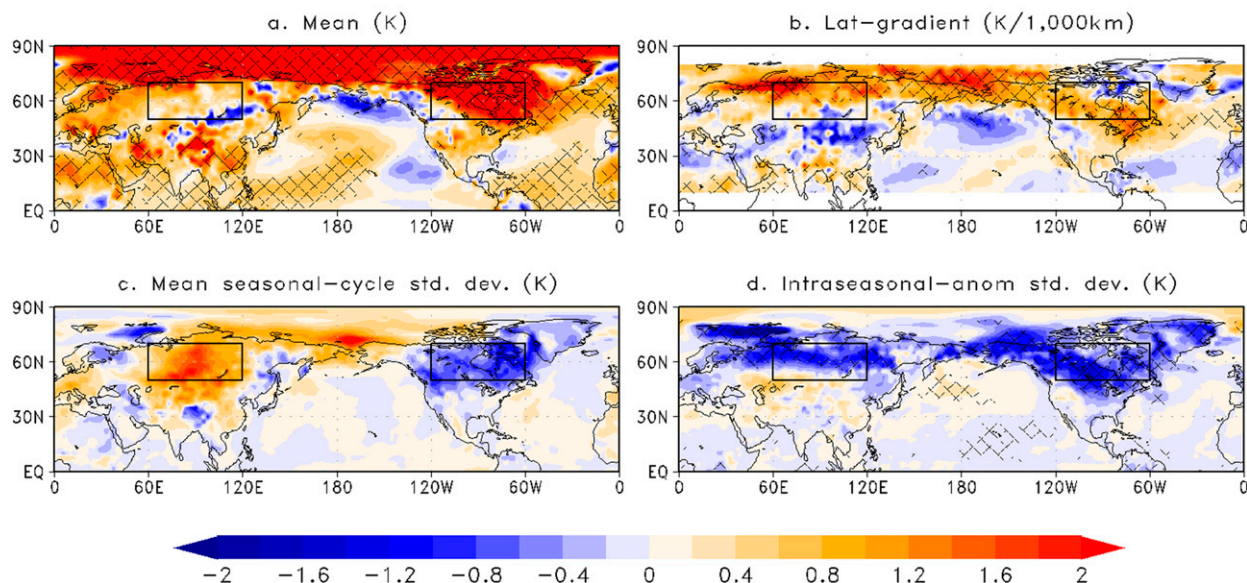 a. Mean (K)
b. Lat-gradient (K/1,000km)
90N
60N
30N
EQ
0 60E 120E 180 120W 60W 0
90N
60N
30N
EQ
0 60E 120E 180 120W 60W 0
c. Mean seasonal-cycle std. dev. (K)
d. Intraseasonal-anom std. dev. (K)
90N
60N
30N
EQ
0 60E 120E 180 120W 60W 0
90N
60N
30N
EQ
0 60E 120E 180 120W 60W 0
-2 -1.6 -1.2 -0.8 -0.4 0 0.4 0.8 1.2 1.6 2